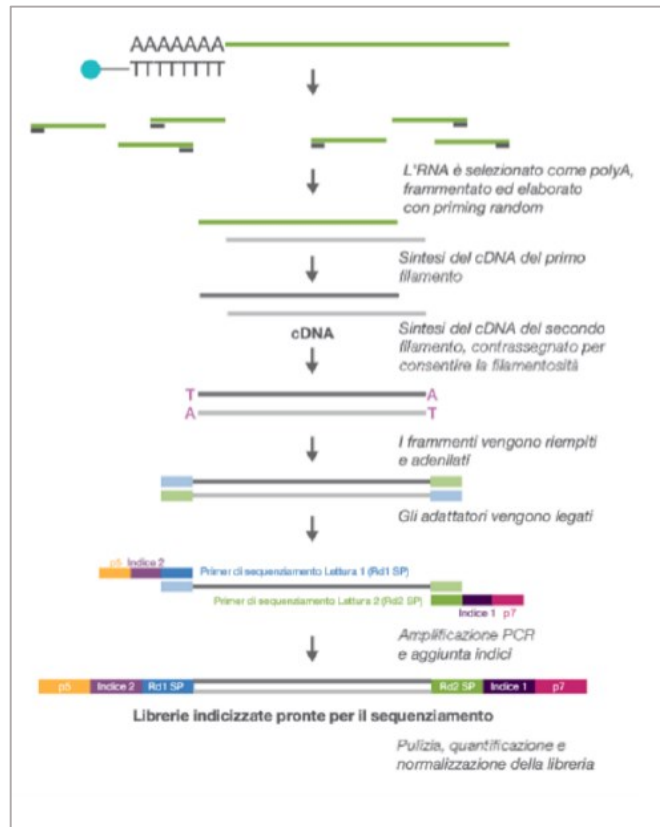 AAAAAAA
TTTTTTTT
L'RNA è selezionato come polyA,
frammentato ed elaborato
con priming random
Sintesi del cDNA del primo
filamento
cDNA
Sintesi del cDNA del secondo
filamento, contrassegnato per
consentire la filamentosità
T A
A T
I frammenti vengono riempiti
e adenilati
Gli adattatori vengono legati
p5 Indice 2
Primer di sequenziamento Lettura 1 (Rd1 SP)
Primer di sequenziamento Lettura 2 (Rd2 SP)
Indice 1 p7
Amplificazione PCR
e aggiunta indici
p5 Indice 2 Rd1 SP Rd2 SP Indice 1 p7
Librerie indicizzate pronte per il sequenziamento
Pulizia, quantificazione e
normalizzazione della libreria